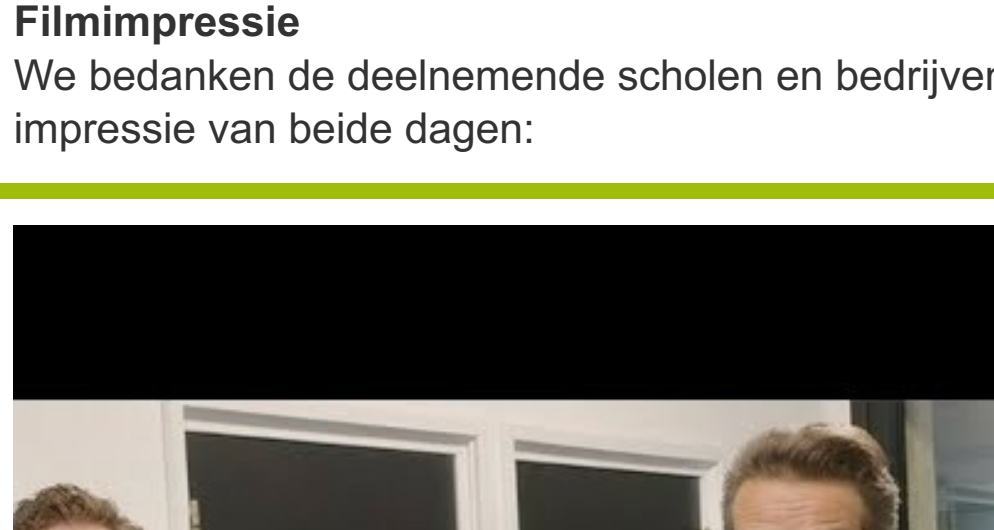 Filmimpressie
We bedanken de deelnemende scholen en bedrijven
impressie van beide dagen: